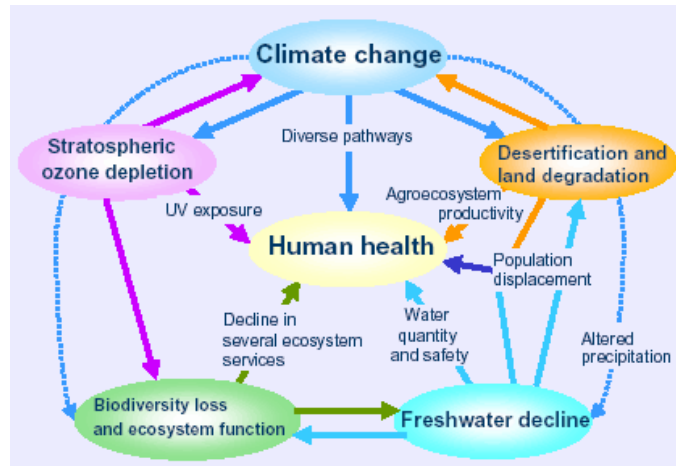 Climate change
Diverse pathways
Stratospheric
ozone depletion
Desertification and
land degradation
UV exposure
Agroecosystem
productivity
Human health
Population
displacement
Decline in
several ecosystem
services
Water
quantity
and safety
Altered
precipitation
Biodiversity loss
and ecosystem function
Freshwater decline